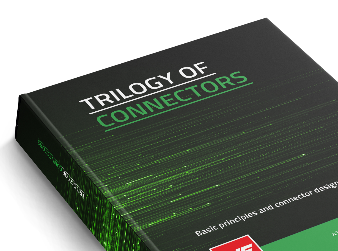 TRILOGY OF
CONNECTORS
Basic principles and connector design